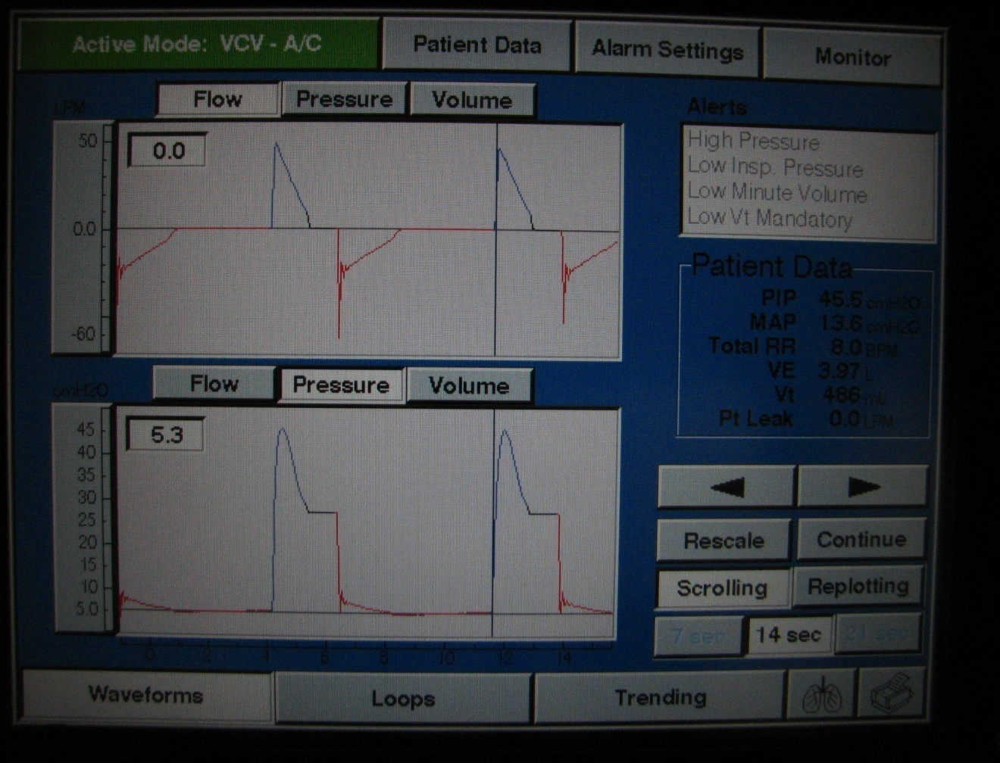 Active Mode: VCV - A/C
Patient Data
Alarm Settings
Monitor
Flow
Pressure
Volume
LPM
50
0.0
-60
0.0
Alerts
High Pressure
Low Insp. Pressure
Low Minute Volume
Low Vt Mandatory
Patient Data
PIP 45.5 cmH2O
MAP 13.6 cmH2O
Total RR 8.0 BPM
VE 3.97 L
Vt 486 mL
Pt Leak 0.0 LPM
Flow
Pressure
Volume
cmH2O
45
40
35
30
25
20
15
10
5.0
5.3
0 2 4 6 8 10 12 14
Rescale
Continue
Scrolling
Replotting
7 sec
14 sec
21 sec
Waveforms
Loops
Trending